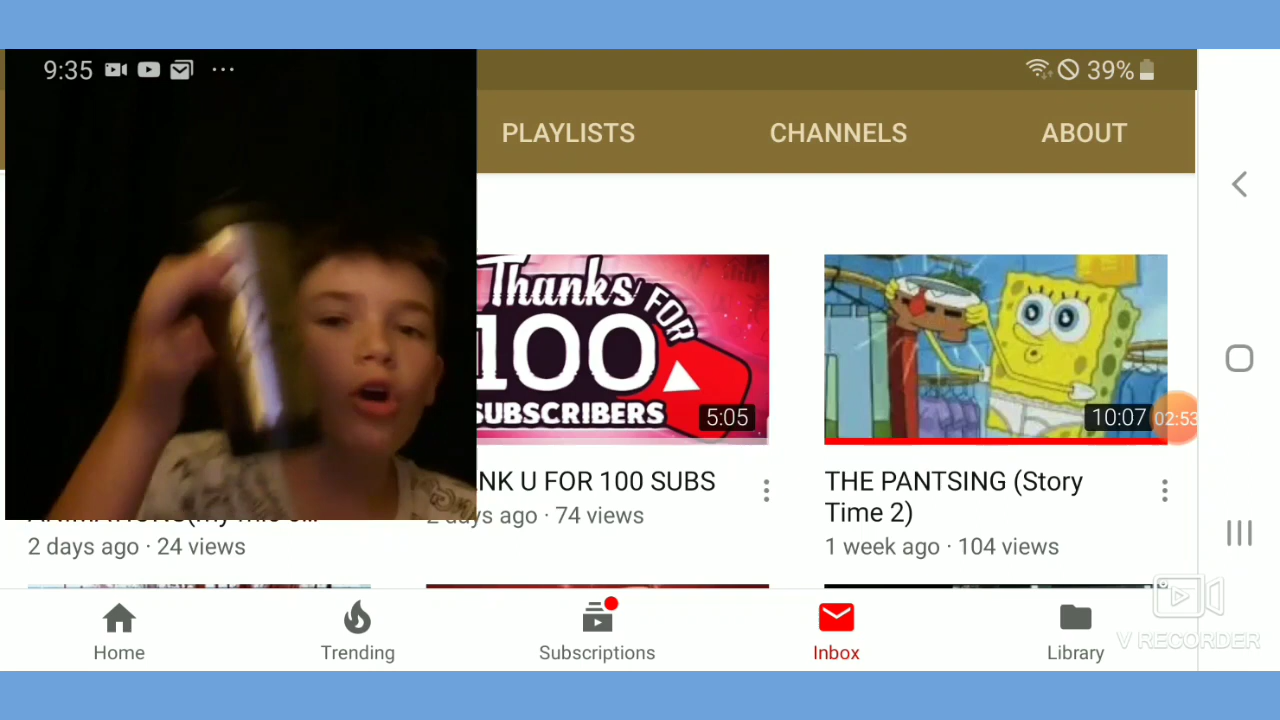 9:35
39%
PLAYLISTS CHANNELS ABOUT
Thanks
FOR
100
SUBSCRIBERS
5:05
10:07
02:53
NK U FOR 100 SUBS
days ago · 74 views
THE PANTSING (Story
Time 2)
1 week ago · 104 views
2 days ago · 24 views
Home Trending Subscriptions Inbox Library
V RECORDER